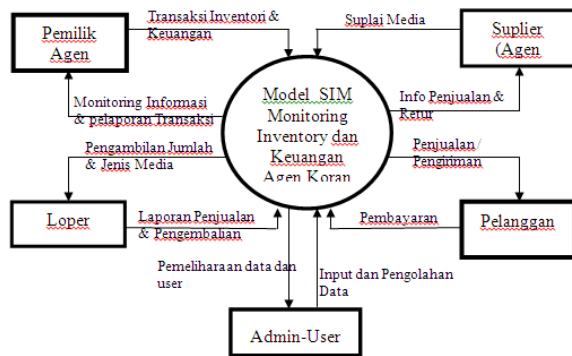 Transaksi Inventori &
Keuangan
Suplai Media
Pemilik
Agen
Suplier
(Agen
Model SIM
Monitoring
Inventory dan
Keuangan
Agen Koran
Monitoring Informasi
& pelaporan Transaksi
Info Penjualan &
Retur
Pengambilan Jumlah
& Jenis Media
Penjualan /
Pengiriman
Loper
Laporan Penjualan
& Pengembalian
Pembayaran
Pelanggan
Pemeliharaan data dan
user
Input dan Pengolahan
Data
Admin-User